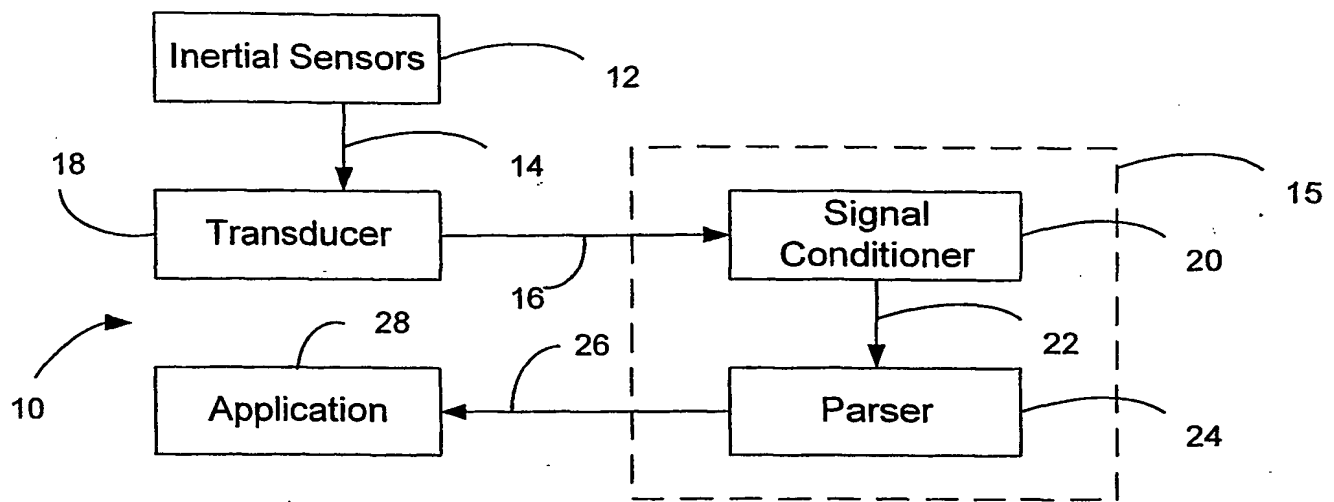 Inertial Sensors
12
14
18
Transducer
16
Signal
Conditioner
15
20
22
10
28
Application
26
Parser
24